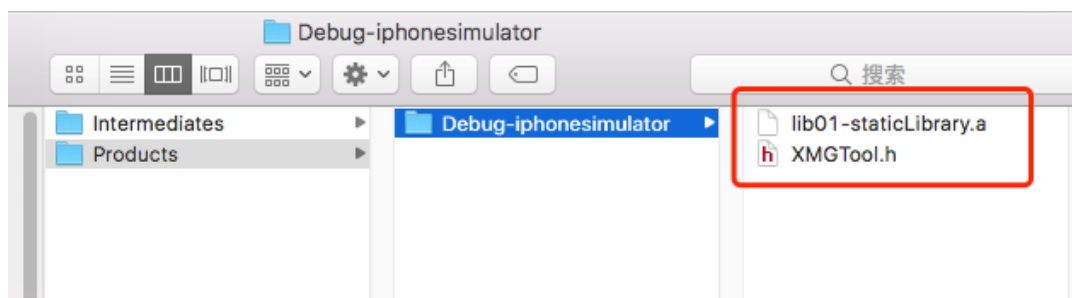 Debug-iphonesimulator
搜索
Intermediates
Products
Debug-iphonesimulator
lib01-staticLibrary.a
h XMGTool.h